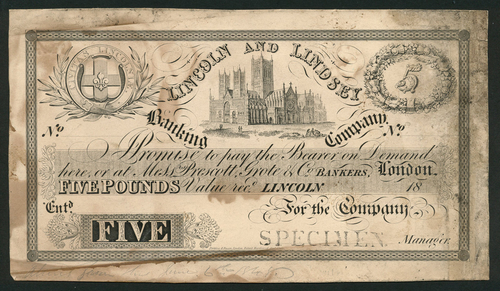 LINCOLN AND LINDSEY
5
Banking Company.
No No
I Promise to pay the Bearer on Demand
here, or at Messrs Prescott, Grote & Co. BANKERS, London.
FIVE POUNDS Value recd. LINCOLN 18
Entd. For the Company,
FIVE
SPECIMEN Manager